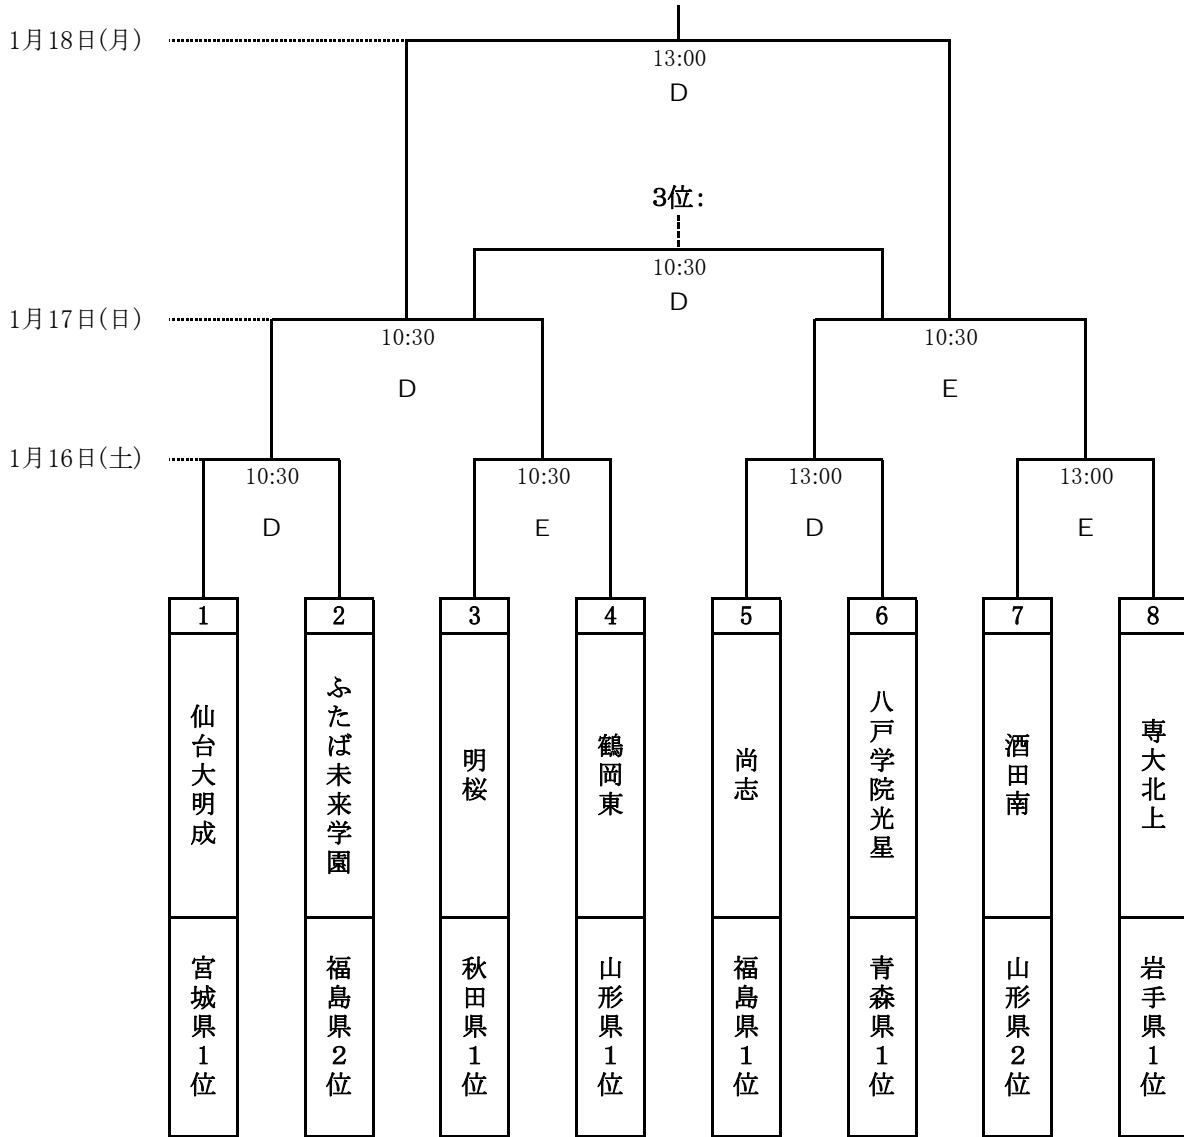 1月18日(月)
13:00
D
3位:
10:30
D
1月17日(日)
10:30
10:30
D
E
1月16日(土)
10:30
10:30
13:00
13:00
D
E
D
E
1
2
3
4
5
6
7
8
仙台大明成
ふたば未来学園
明桜
鶴岡東
尚志
八戸学院光星
酒田南
専大北上
宮城県1位
福島県2位
秋田県1位
山形県1位
福島県1位
青森県1位
山形県2位
岩手県1位